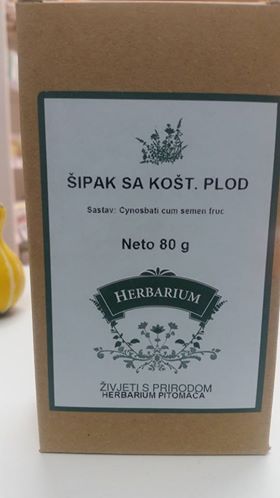 ŠIPAK SA KOŠT. PLOD
Sastav: Cynosbati cum semen fruc
Neto 80 g
HERBARIUM
ŽIVJETI S PRIRODOM
HERBARIUM PITOMAČA